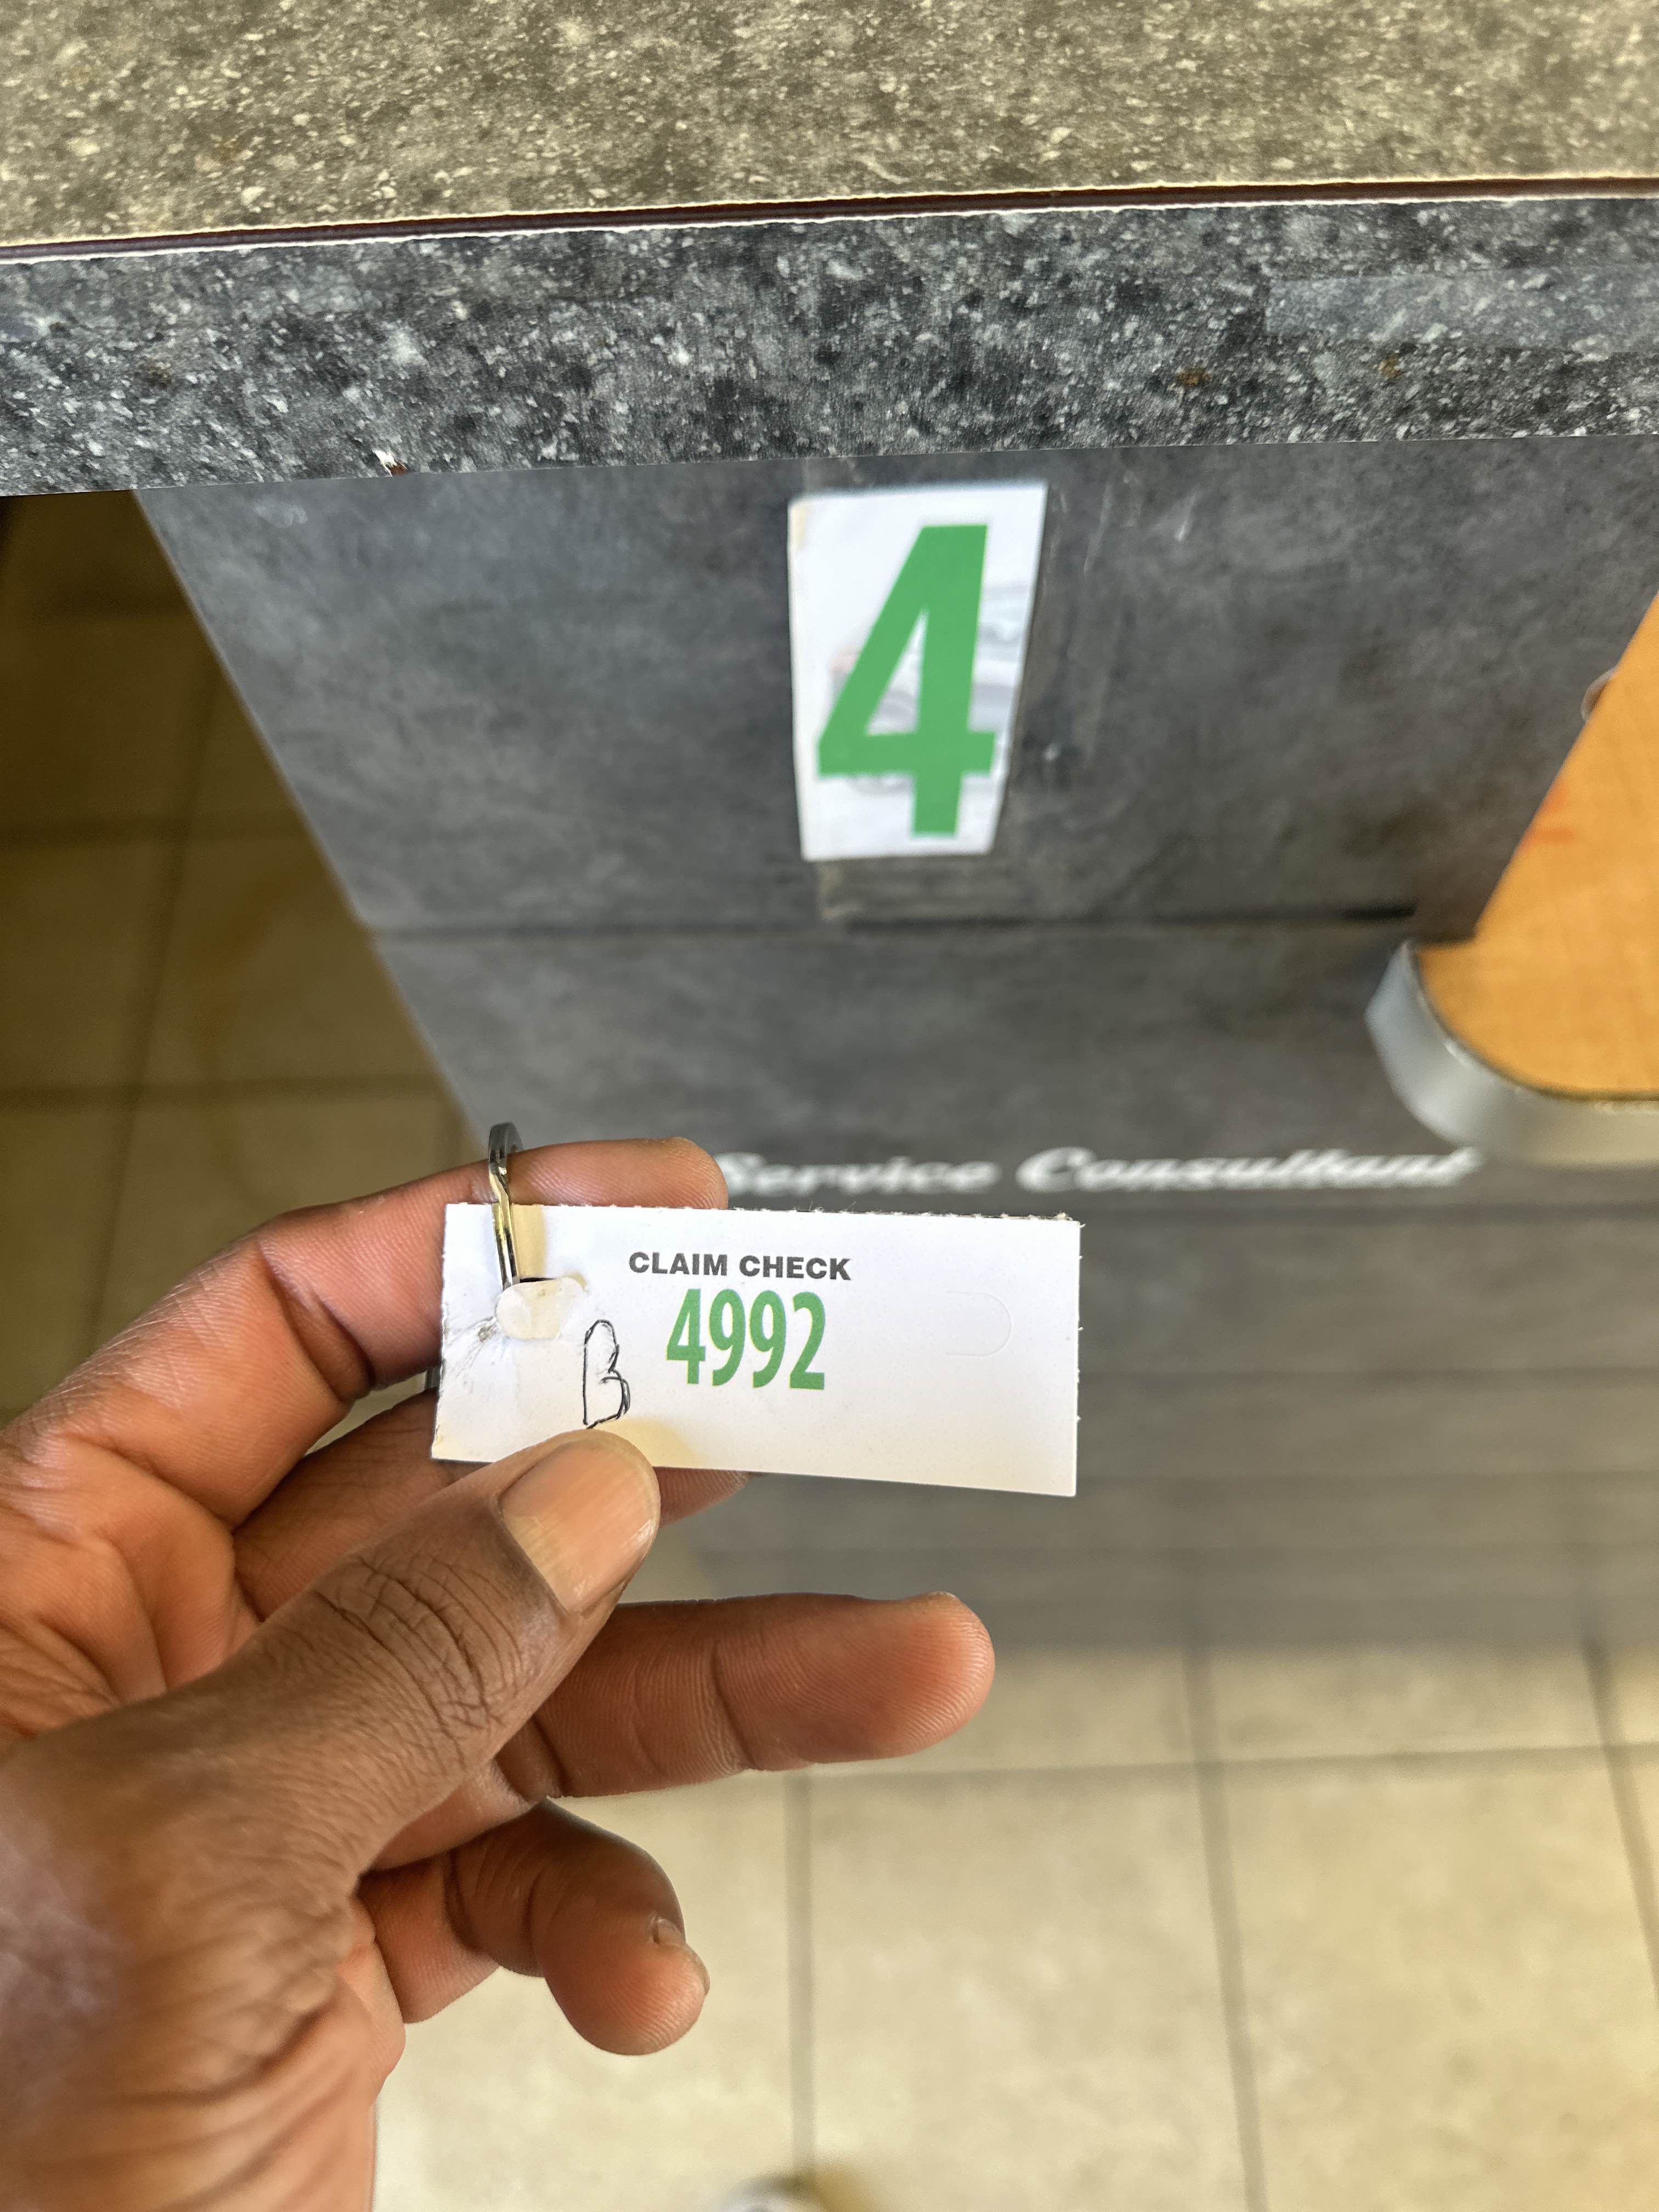 4
Service Consultant
CLAIM CHECK
4992
B